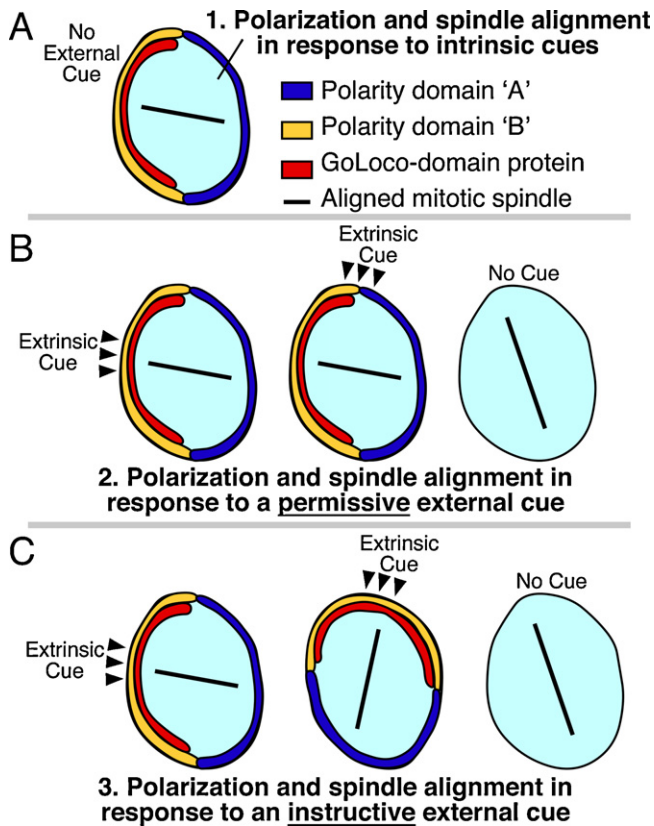 A
No
External
Cue
1. Polarization and spindle alignment
in response to intrinsic cues
Polarity domain ‘A’
Polarity domain ‘B’
GoLoco-domain protein
Aligned mitotic spindle
B
Extrinsic
Cue
Extrinsic
Cue
No Cue
2. Polarization and spindle alignment in
response to a permissive external cue
C
Extrinsic
Cue
Extrinsic
Cue
No Cue
3. Polarization and spindle alignment in
response to an instructive external cue